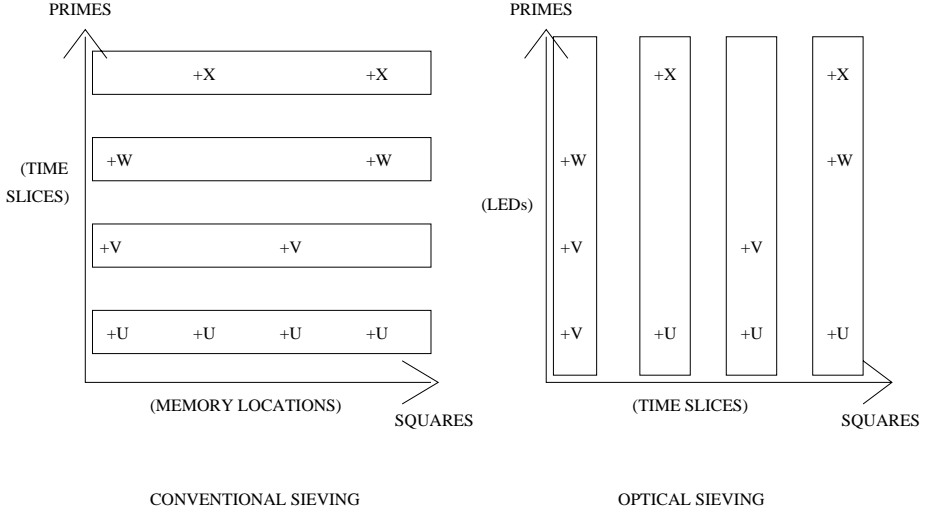 PRIMES
+X +X
+W +W
(TIME
SLICES)
+V +V
+U +U +U +U
(MEMORY LOCATIONS)
SQUARES
CONVENTIONAL SIEVING
PRIMES
+X +X
+W +W
(LEDs)
+V +V
+V +U +U +U
(TIME SLICES)
SQUARES
OPTICAL SIEVING